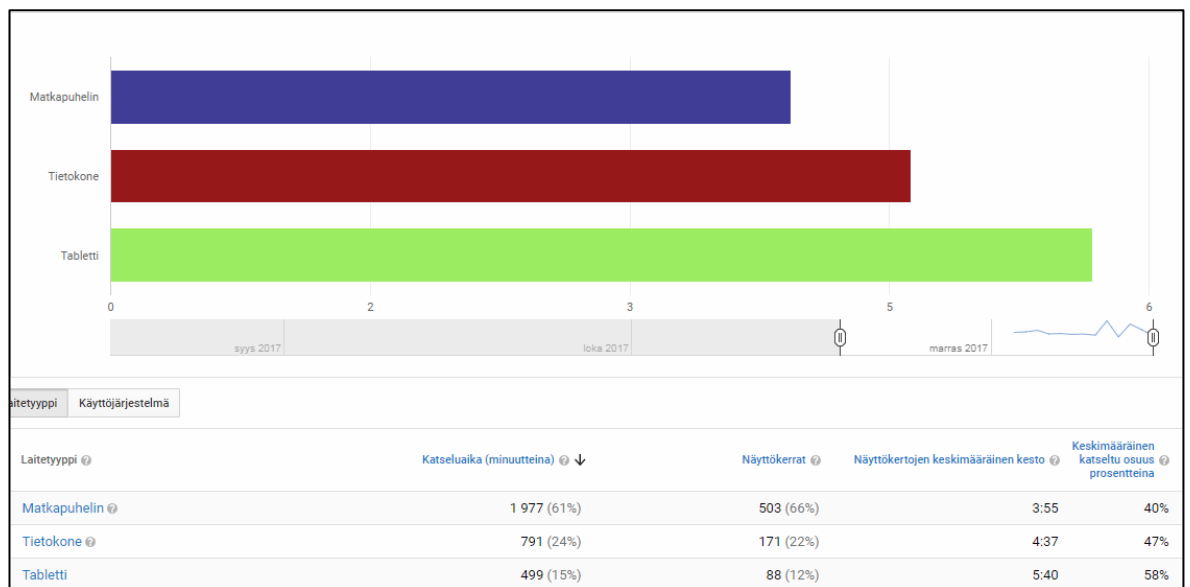 Matkapuhelin
Tietokone
Tabletti
0 2 3 5 6
syys 2017 loka 2017 marras 2017
aitetyyppi Käyttöjärjestelmä
Laitetyyppi Katseluaika (minuutteina) Näyttökerrat Näyttökertojen keskimääräinen kesto Keskimääräinen
katseltu osuus
prosentteina
Matkapuhelin 1 977 (61%) 503 (66%) 3:55 40%
Tietokone 791 (24%) 171 (22%) 4:37 47%
Tabletti 499 (15%) 88 (12%) 5:40 58%